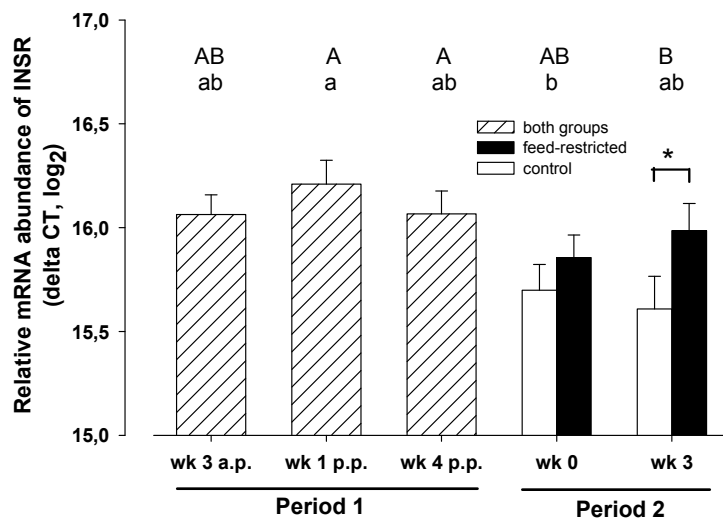 Relative mRNA abundance of INSR
(delta CT, log2)
17,0
16,5
16,0
15,5
15,0
AB A A AB B
ab a ab b ab
both groups
feed-restricted
control
*
wk 3 a.p. wk 1 p.p. wk 4 p.p. wk 0 wk 3
Period 1 Period 2